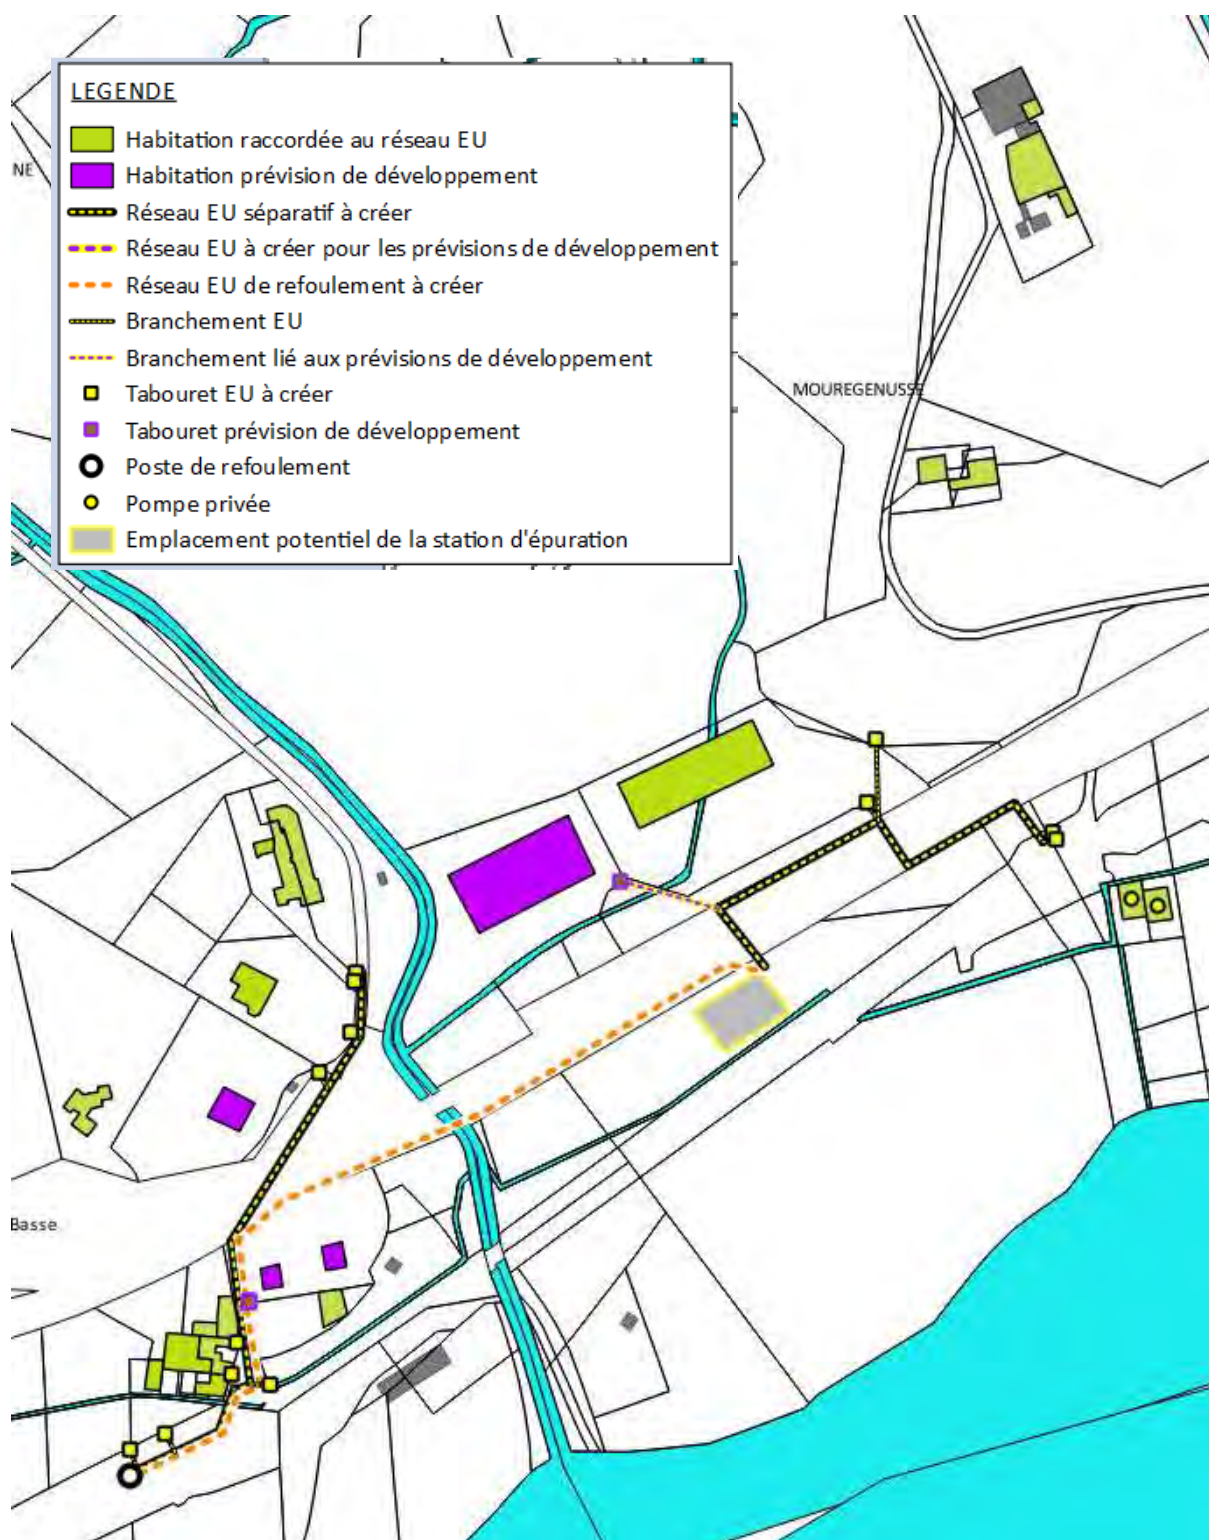 LEGENDE
Habitation raccordée au réseau EU
Habitation prévision de développement
Réseau EU séparatif à créer
Réseau EU à créer pour les prévisions de développement
Réseau EU de refoulement à créer
Branchement EU
Branchement lié aux prévisions de développement
Tabouret EU à créer
Tabouret prévision de développement
Poste de refoulement
Pompe privée
Emplacement potentiel de la station d'épuration
NE
MOUREGENUSSE
Basse